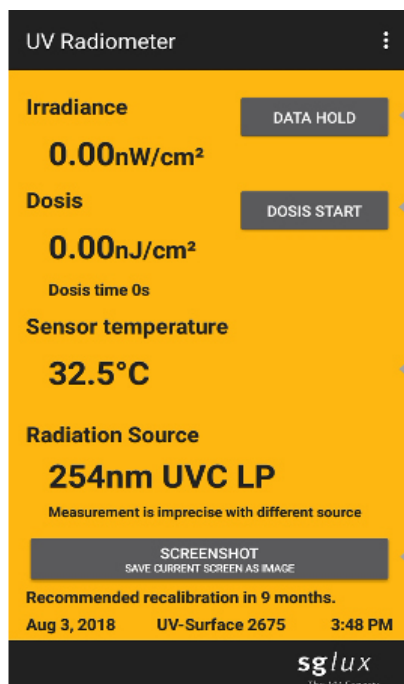 UV Radiometer
Irradiance
DATA HOLD
0.00nW/cm²
Dosis
DOSIS START
0.00nJ/cm²
Dosis time 0s
Sensor temperature
32.5°C
Radiation Source
254nm UVC LP
Measurement is imprecise with different source
SCREENSHOT
SAVE CURRENT SCREEN AS IMAGE
Recommended recalibration in 9 months.
Aug 3, 2018 UV-Surface 2675 3:48 PM
sglux